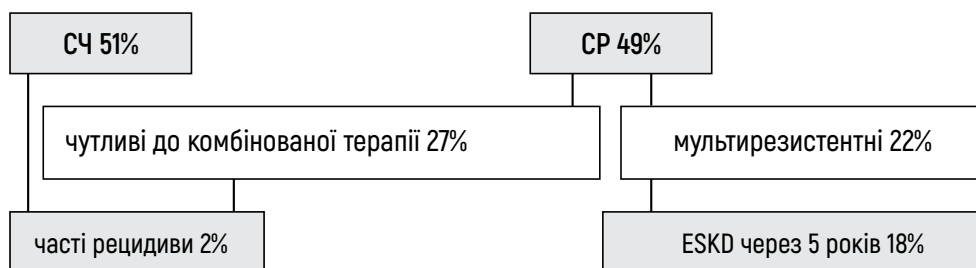 СЧ 51%
СР 49%
чутливі до комбінованої терапії 27%
мультирезистентні 22%
часті рецидиви 2%
ESKD через 5 років 18%